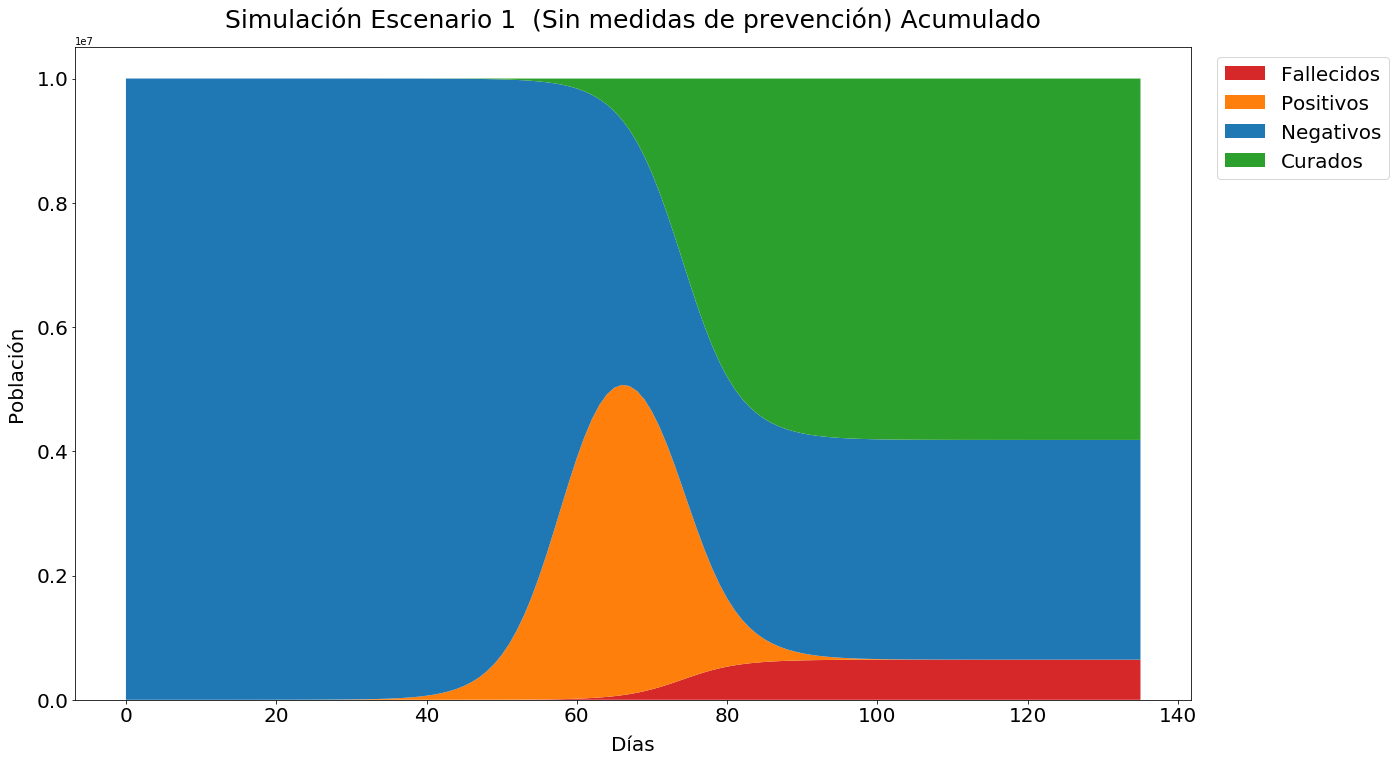 Simulación Escenario 1  (Sin medidas de prevención) Acumulado
1e7
1.0
0.8
0.6
0.4
0.2
0.0
Población
0 20 40 60 80 100 120 140
Días
Fallecidos
Positivos
Negativos
Curados